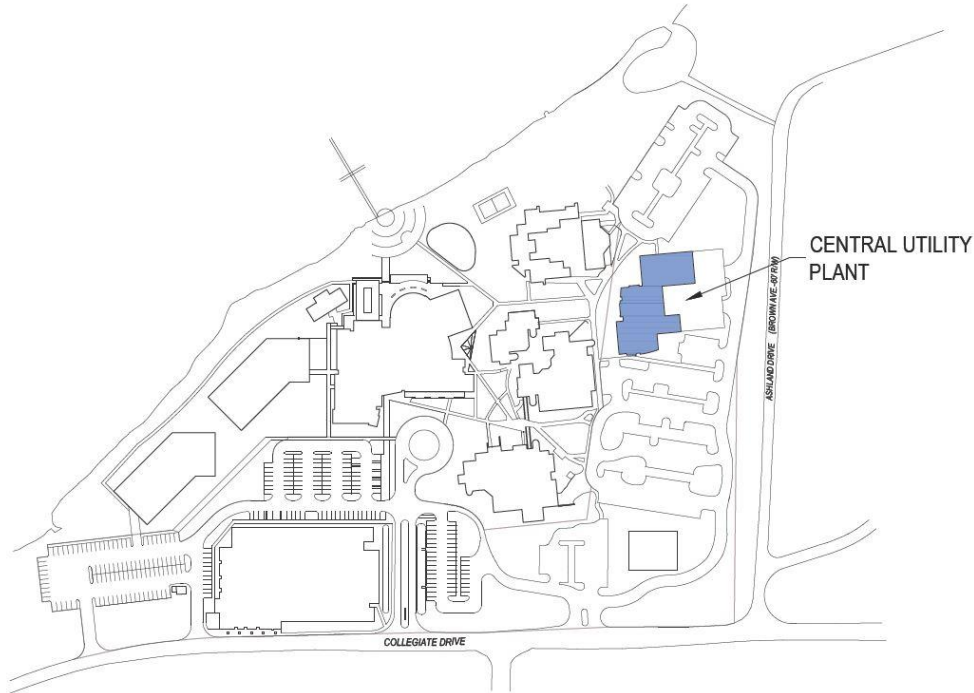 CENTRAL UTILITY
PLANT
ASHLAND DRIVE (BROWN AVE.-60' R/W)
COLLEGIATE DRIVE